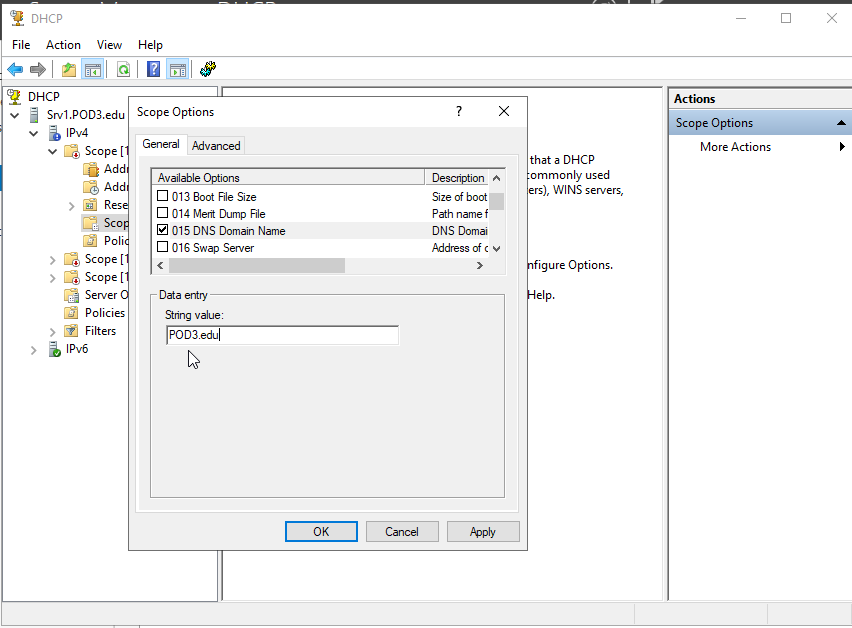 DHCP
File Action View Help
DHCP
Srv1.POD3.edu
IPv4
Scope [1
Addr
Addr
Rese
Scop
Polic
Scope [1
Scope [1
Server O
Policies
Filters
IPv6
Scope Options
?
General
Advanced
Available Options
Description
013 Boot File Size
Size of boot
014 Merit Dump File
Path name f
015 DNS Domain Name
DNS Domai
016 Swap Server
Address of
Data entry
String value:
POD3.edu
OK
Cancel
Apply
that a DHCP
commonly used
ers), WINS servers,
nfigure Options.
Help.
Actions
Scope Options
More Actions